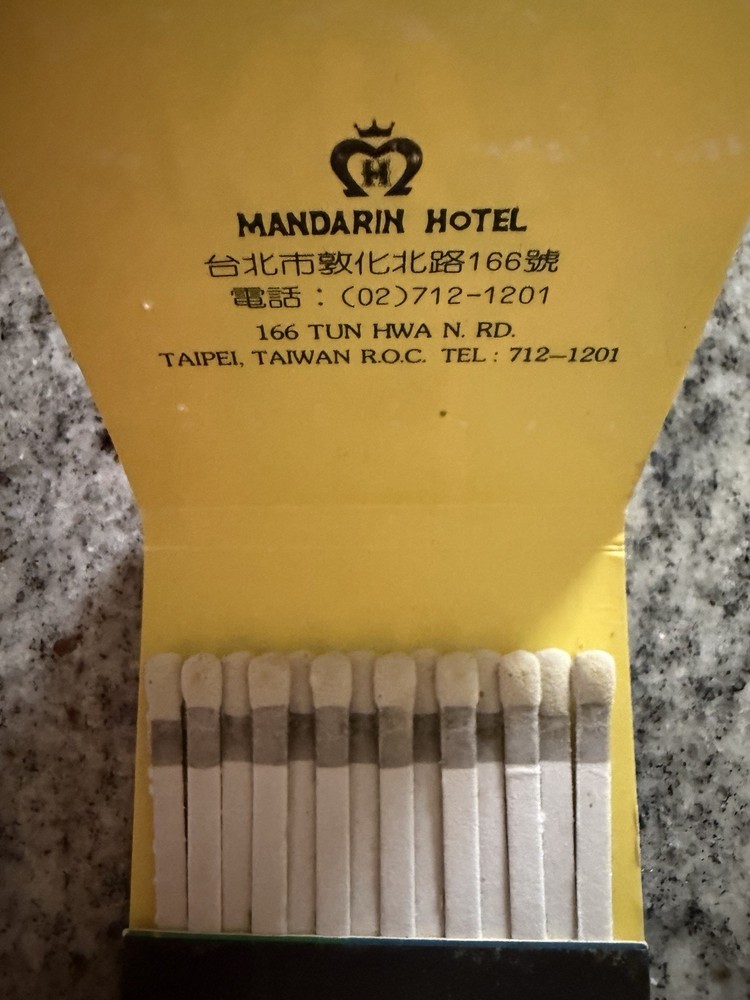 H
MANDARIN HOTEL
台北市敦化北路166號
電話：(02)712-1201
166 TUN HWA N. RD.
TAIPEI, TAIWAN R.O.C. TEL : 712—1201